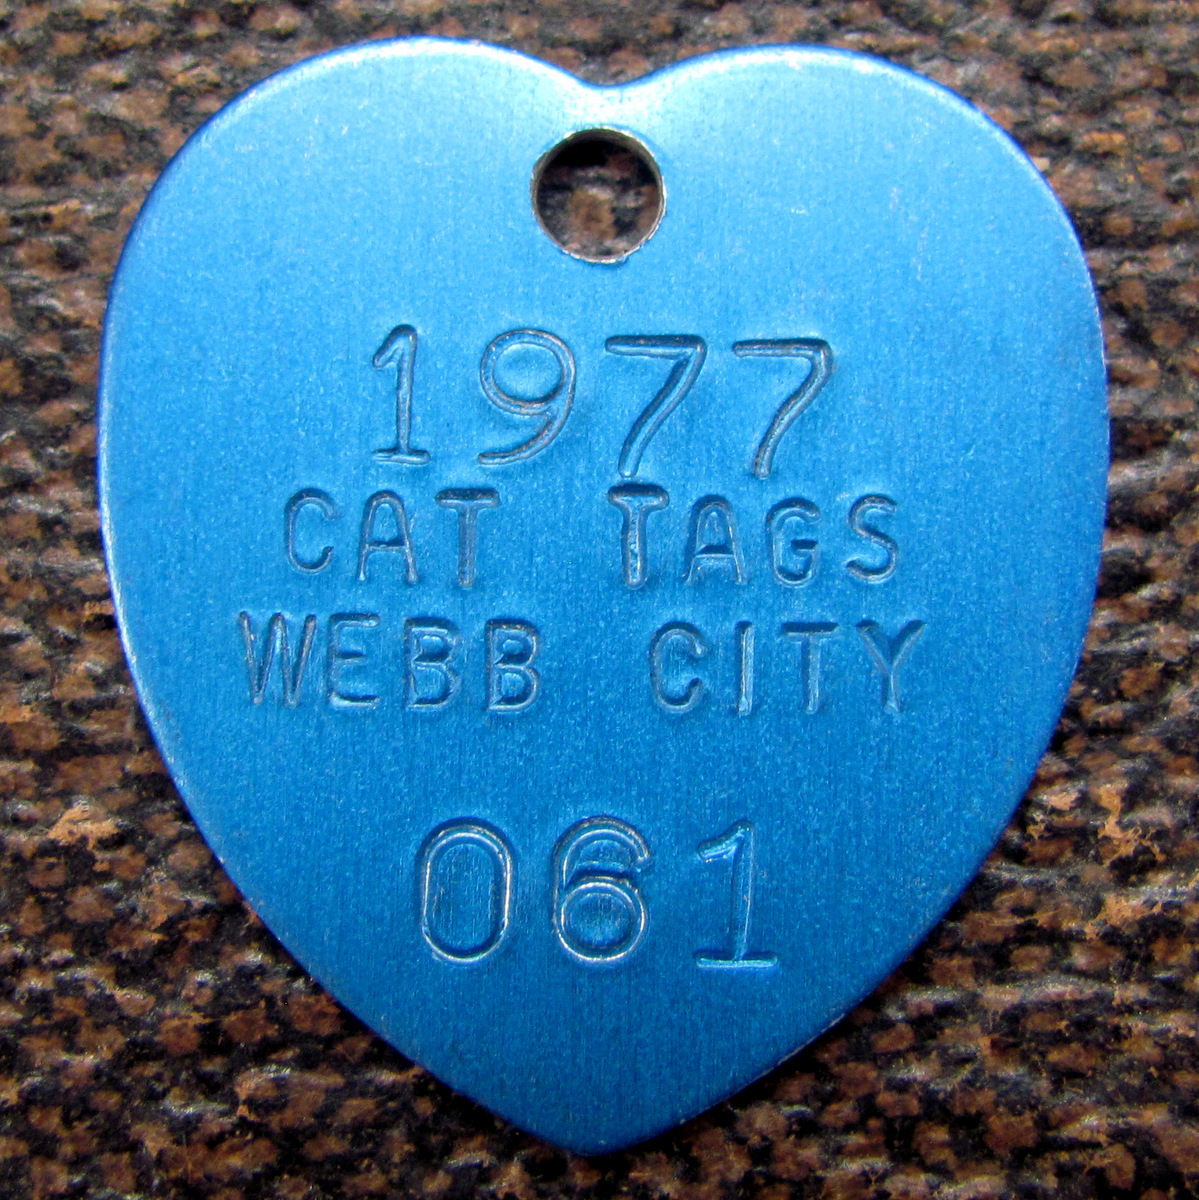 1977
CAT TAGS
WEBB CITY
061